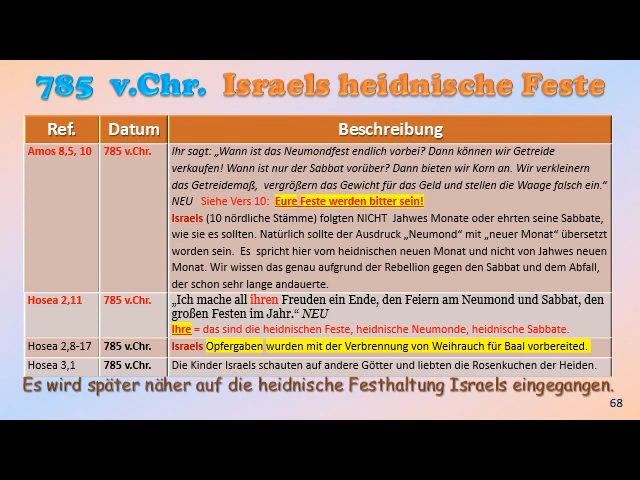 785 v.Chr. Israels heidnische Feste
Ref. Datum Beschreibung
Amos 8,5, 10 785 v.Chr. Ihr sagt: „Wann ist das Neumondfest endlich vorbei? Dann können wir Getreide
verkaufen! Wann ist nur der Sabbat vorüber? Dann bieten wir Korn an. Wir verkleinern
das Getreidemaß, vergrößern das Gewicht für das Geld und stellen die Waage falsch ein.“
NEU Siehe Vers 10: Eure Feste werden bitter sein!
Israels (10 nördliche Stämme) folgten NICHT Jahwes Monate oder ehrten seine Sabbate,
wie sie es sollten. Natürlich sollte der Ausdruck „Neumond“ mit „neuer Monat“ übersetzt
worden sein. Es spricht hier vom heidnischen neuen Monat und nicht von Jahwes neuen
Monat. Wir wissen das genau aufgrund der Rebellion gegen den Sabbat und dem Abfall,
der schon sehr lange andauerte.
Hosea 2,11 785 v.Chr. „Ich mache all ihren Freuden ein Ende, den Feiern am Neumond und Sabbat, den
großen Festen im Jahr.“ NEU
Ihre = das sind die heidnischen Feste, heidnische Neumonde, heidnische Sabbate.
Hosea 2,8-17 785 v.Chr. Israels Opfergaben wurden mit der Verbrennung von Weihrauch für Baal vorbereited.
Hosea 3,1 785 v.Chr. Die Kinder Israels schauten auf andere Götter und liebten die Rosenkuchen der Heiden.
Es wird später näher auf die heidnische Festhaltung Israels eingegangen.
68